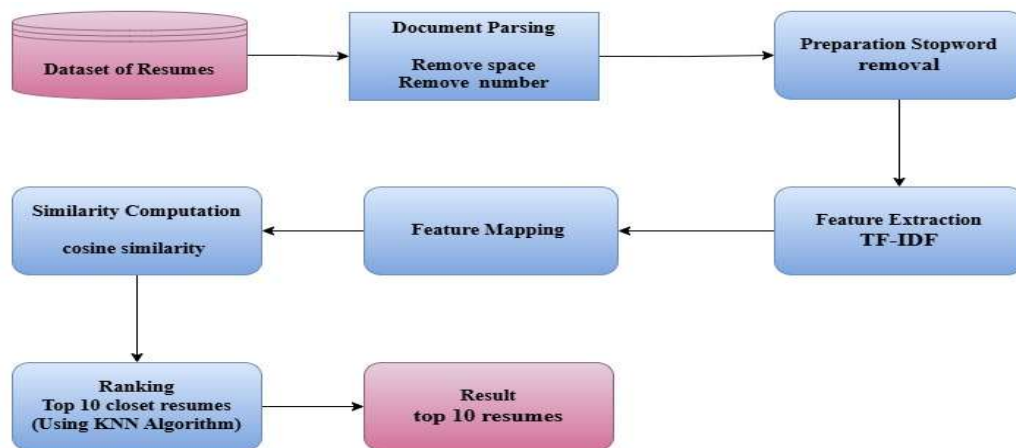 Dataset of Resumes
Document Parsing
Remove space
Remove number
Preparation Stopword
removal
Feature Extraction
TF-IDF
Feature Mapping
Similarity Computation
cosine similarity
Ranking
Top 10 closet resumes
(Using KNN Algorithm)
Result
top 10 resumes